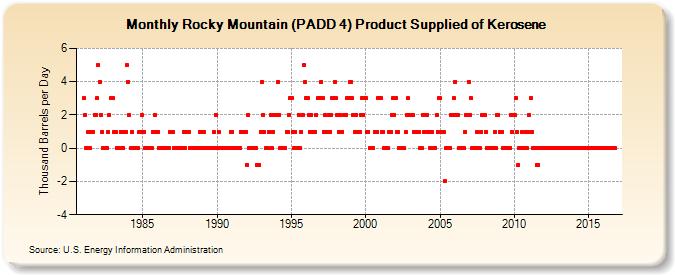 Monthly Rocky Mountain (PADD 4) Product Supplied of Kerosene
Thousand Barrels per Day
6
4
2
0
-2
-4
1985 1990 1995 2000 2005 2010 2015
Source: U.S. Energy Information Administration